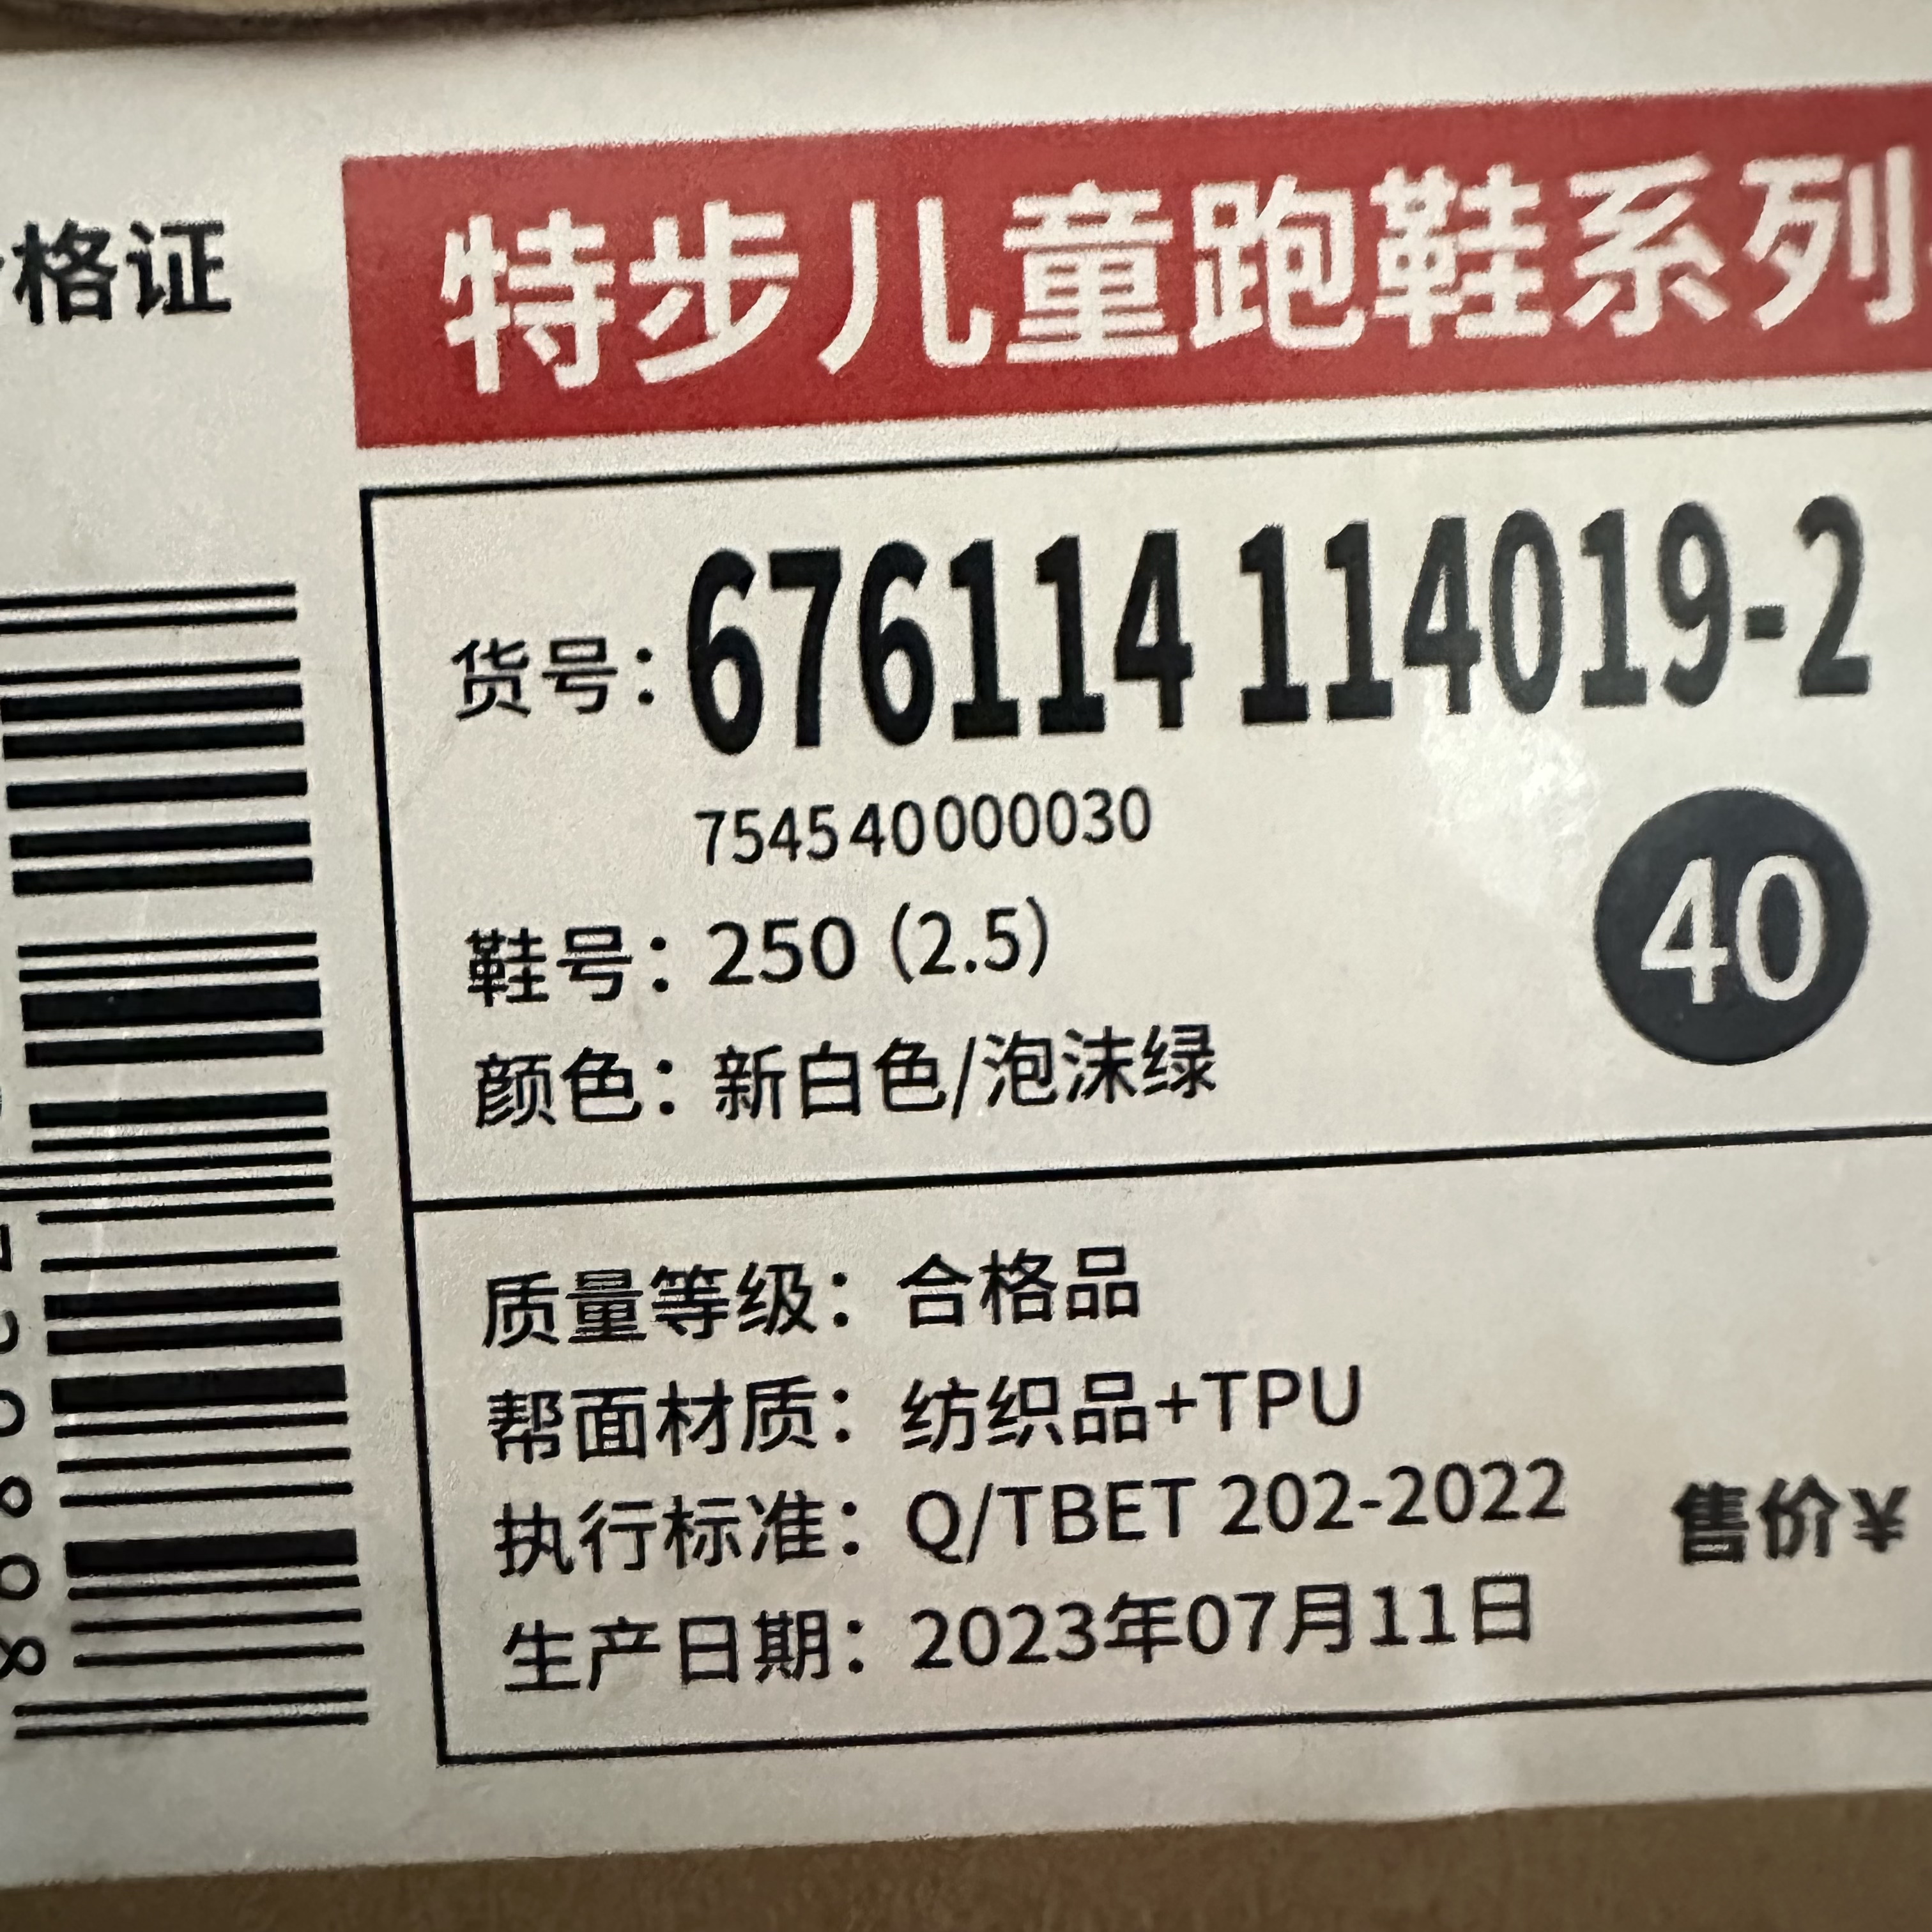 格证
特步儿童跑鞋系列
货号：676114 114019-2
754540000030
鞋号：250 (2.5)
40
颜色：新白色/泡沫绿
质量等级：合格品
帮面材质：纺织品+TPU
执行标准：Q/TBET 202-2022
售价¥
生产日期：2023年07月11日